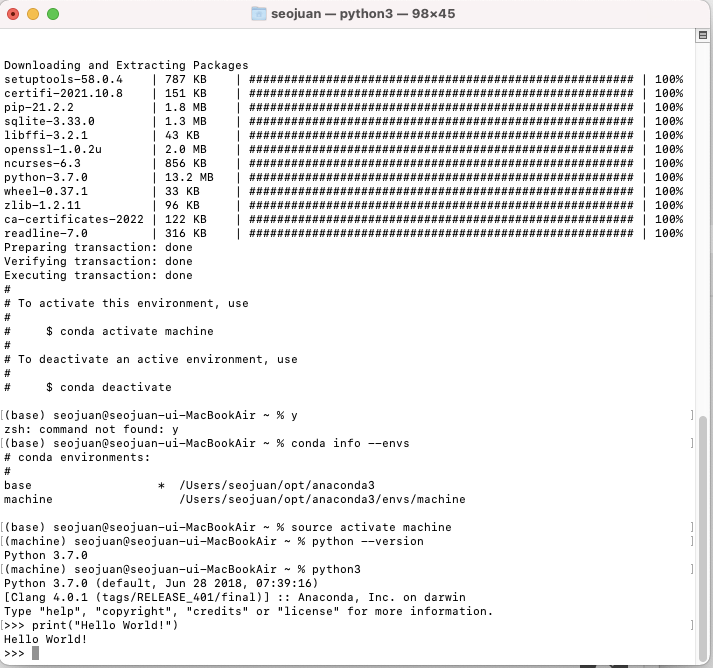 seojuan — python3 — 98×45
Downloading and Extracting Packages
setuptools-58.0.4    | 787 KB    | ####################################################### | 100%
certifi-2021.10.8    | 151 KB    | ####################################################### | 100%
pip-21.2.2           | 1.8 MB    | ####################################################### | 100%
sqlite-3.33.0        | 1.3 MB    | ####################################################### | 100%
libffi-3.2.1         | 43 KB     | ####################################################### | 100%
openssl-1.0.2u       | 2.0 MB    | ####################################################### | 100%
ncurses-6.3          | 856 KB    | ####################################################### | 100%
python-3.7.0         | 13.2 MB   | ####################################################### | 100%
wheel-0.37.1         | 33 KB     | ####################################################### | 100%
zlib-1.2.11          | 96 KB     | ####################################################### | 100%
ca-certificates-2022 | 122 KB    | ####################################################### | 100%
readline-7.0         | 316 KB    | ####################################################### | 100%
Preparing transaction: done
Verifying transaction: done
Executing transaction: done
#
# To activate this environment, use
#
#     $ conda activate machine
#
# To deactivate an active environment, use
#
#     $ conda deactivate
[(base) seojuan@seojuan-ui-MacBookAir ~ % y ]
zsh: command not found: y
[(base) seojuan@seojuan-ui-MacBookAir ~ % conda info --envs ]
# conda environments:
#
base                  *  /Users/seojuan/opt/anaconda3
machine                  /Users/seojuan/opt/anaconda3/envs/machine
[(base) seojuan@seojuan-ui-MacBookAir ~ % source activate machine ]
[(machine) seojuan@seojuan-ui-MacBookAir ~ % python --version ]
Python 3.7.0
[(machine) seojuan@seojuan-ui-MacBookAir ~ % python3 ]
Python 3.7.0 (default, Jun 28 2018, 07:39:16)
[Clang 4.0.1 (tags/RELEASE_401/final)] :: Anaconda, Inc. on darwin
Type "help", "copyright", "credits" or "license" for more information.
[>>> print("Hello World!") ]
Hello World!
>>>